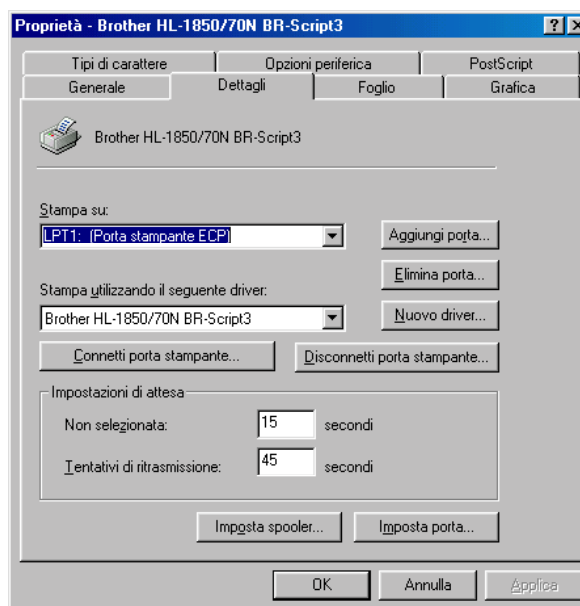 Proprietà - Brother HL-1850/70N BR-Script3
Tipi di carattere Opzioni periferica PostScript
Generale Dettagli Foglio Grafica
Brother HL-1850/70N BR-Script3
Stampa su:
LPT1: (Porta stampante ECP) Aggiungi porta...
Elimina porta...
Stampa utilizzando il seguente driver:
Brother HL-1850/70N BR-Script3 Nuovo driver...
Connetti porta stampante... Disconnetti porta stampante...
Impostazioni di attesa
Non selezionata: 15 secondi
Tentativi di ritrasmissione: 45 secondi
Imposta spooler... Imposta porta...
OK Annulla Applica